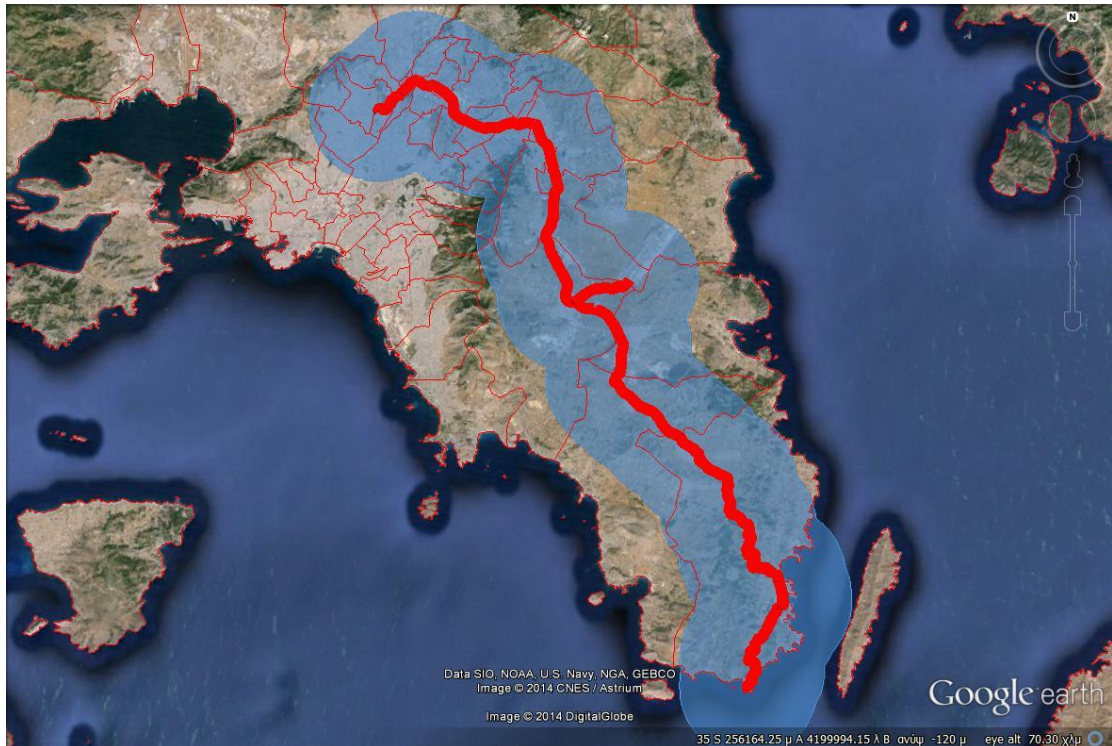 N
Data SIO, NOAA, U.S. Navy, NGA, GEBCO
Image © 2014 CNES / Astrium
Image © 2014 DigitalGlobe
Google earth
35 S 256164.25 μ Α 4199994.15 λ Β ανύψ -120 μ eye alt 70.30 χλμ